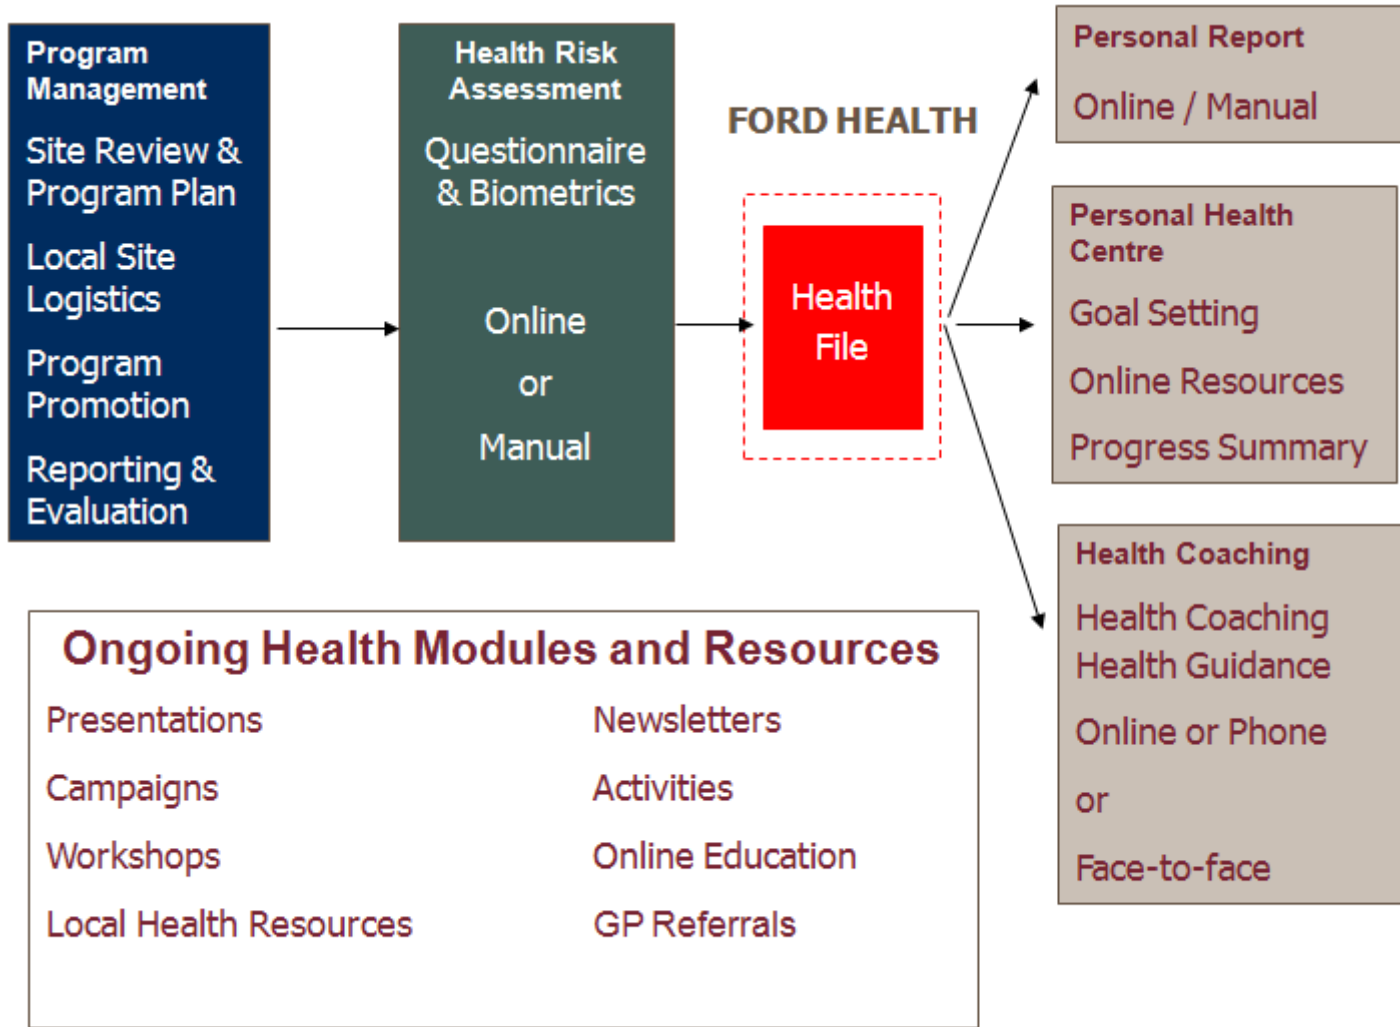 Program
Management
Site Review &
Program Plan
Local Site
Logistics
Program
Promotion
Reporting &
Evaluation
Health Risk
Assessment
Questionnaire
& Biometrics
Online
or
Manual
FORD HEALTH
Health
File
Personal Report
Online / Manual
Personal Health
Centre
Goal Setting
Online Resources
Progress Summary
Health Coaching
Health Coaching
Health Guidance
Online or Phone
or
Face-to-face
Ongoing Health Modules and Resources
Presentations
Campaigns
Workshops
Local Health Resources
Newsletters
Activities
Online Education
GP Referrals